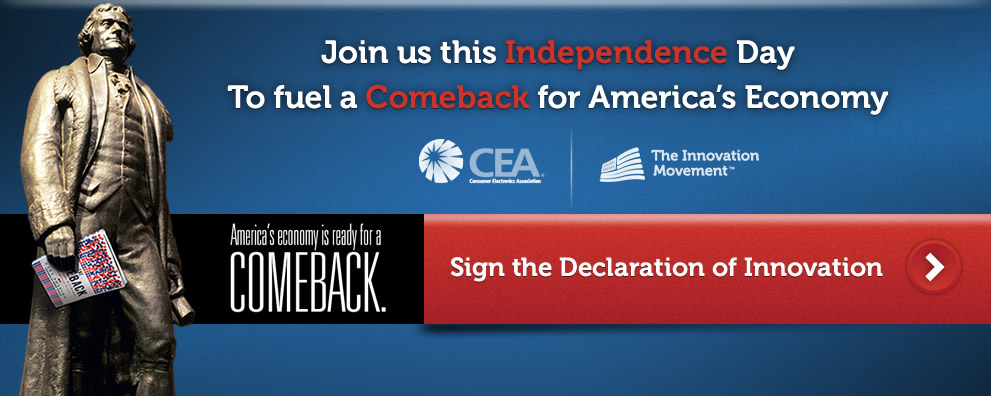 Join us this Independence Day
To fuel a Comeback for America's Economy
CEA®
Consumer Electronics Association
The Innovation
Movement™
America's economy is ready for a
COMEBACK.
Sign the Declaration of Innovation